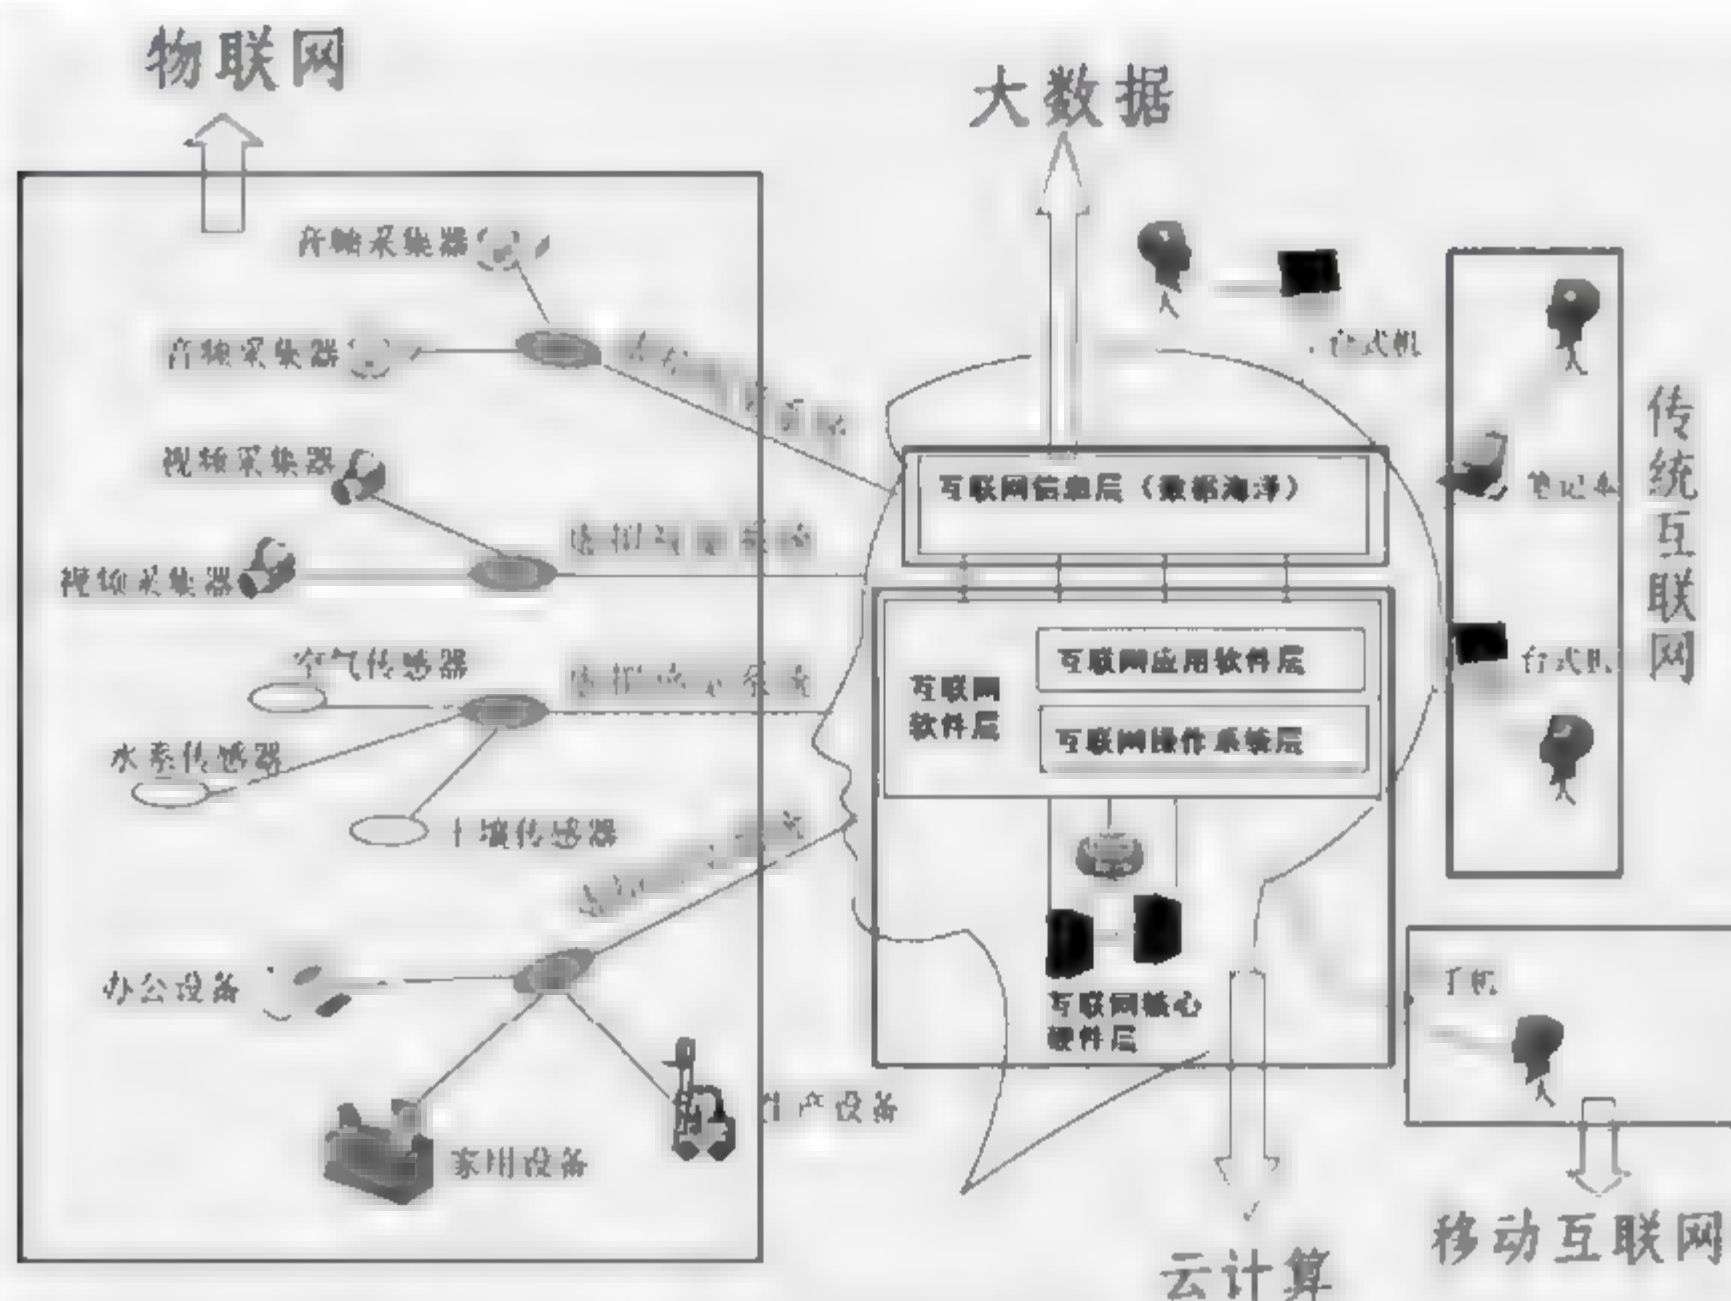 物联网
大数据
音频采集器
音频采集器
视频采集器
视频采集器
空气传感器
水素传感器
土壤传感器
办公设备
家用设备
生产设备
互联网信息层（数据海洋）
互联网
软件层
互联网应用软件层
互联网操作系统层
互联网核心
硬件层
台式机
笔记本
台式机
传统互联网
手机
移动互联网
云计算